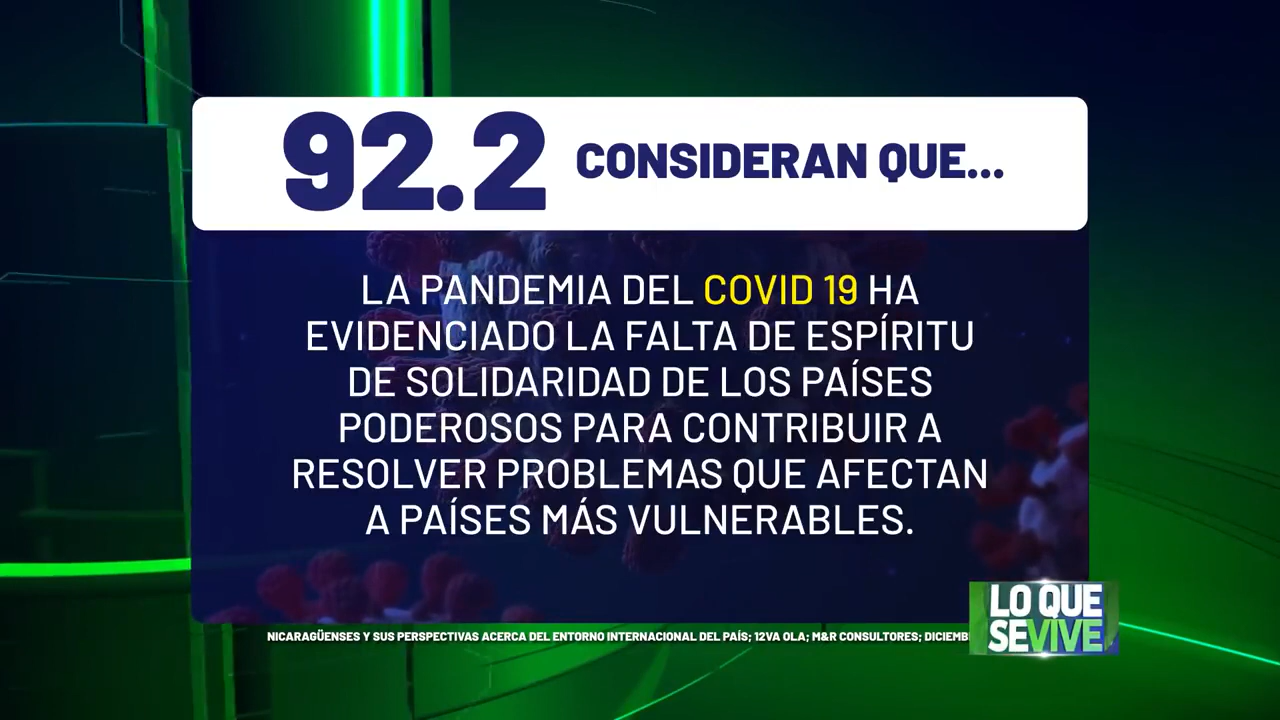 92.2 CONSIDERAN QUE...
LA PANDEMIA DEL COVID 19 HA
EVIDENCIADO LA FALTA DE ESPÍRITU
DE SOLIDARIDAD DE LOS PAÍSES
PODEROSOS PARA CONTRIBUIR A
RESOLVER PROBLEMAS QUE AFECTAN
A PAÍSES MÁS VULNERABLES.
NICARAGÜENSES Y SUS PERSPECTIVAS ACERCA DEL ENTORNO INTERNACIONAL DEL PAÍS; 12VA OLA; M&R CONSULTORES;
LO QUE
SE VIVE